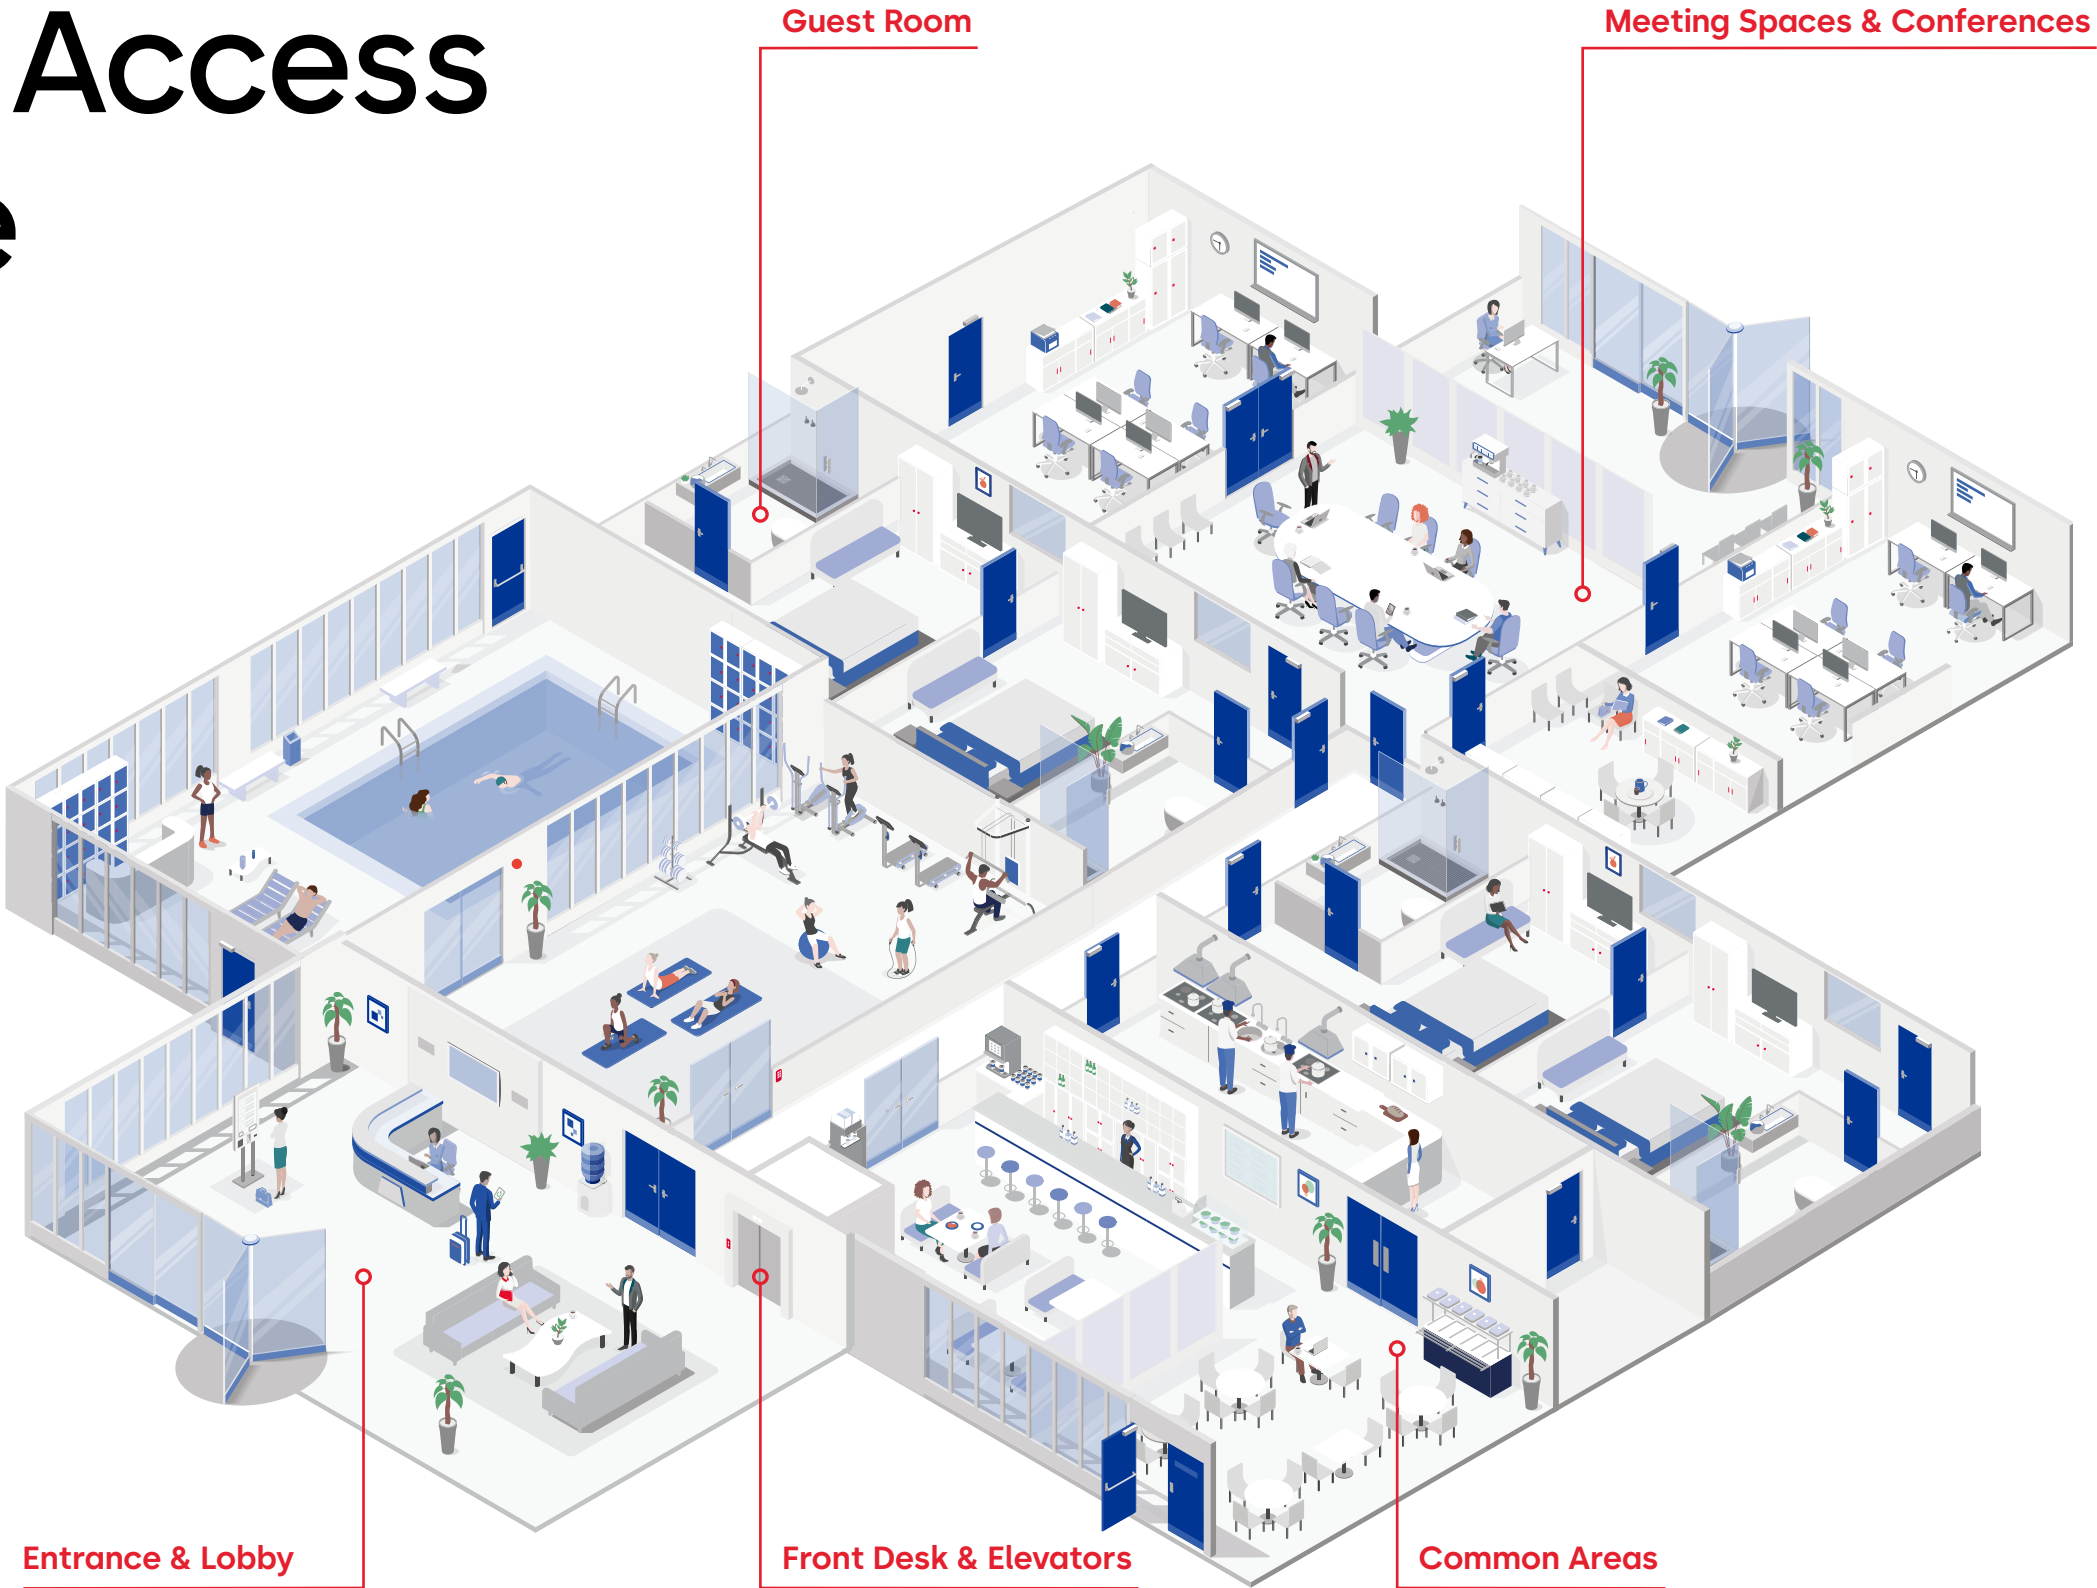 Access
e
Guest Room
Meeting Spaces & Conferences
Entrance & Lobby
Front Desk & Elevators
Common Areas